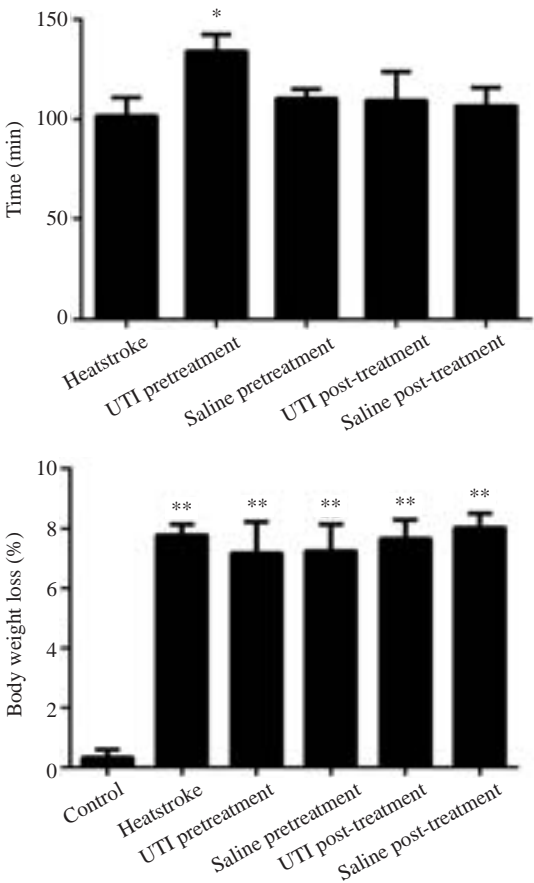 150
100
50
0
Time (min)
*
Heatstroke
UTI pretreatment
Saline pretreatment
UTI post-treatment
Saline post-treatment
10
8
6
4
2
0
Body weight loss (%)
** ** ** ** **
Control
Heatstroke
UTI pretreatment
Saline pretreatment
UTI post-treatment
Saline post-treatment